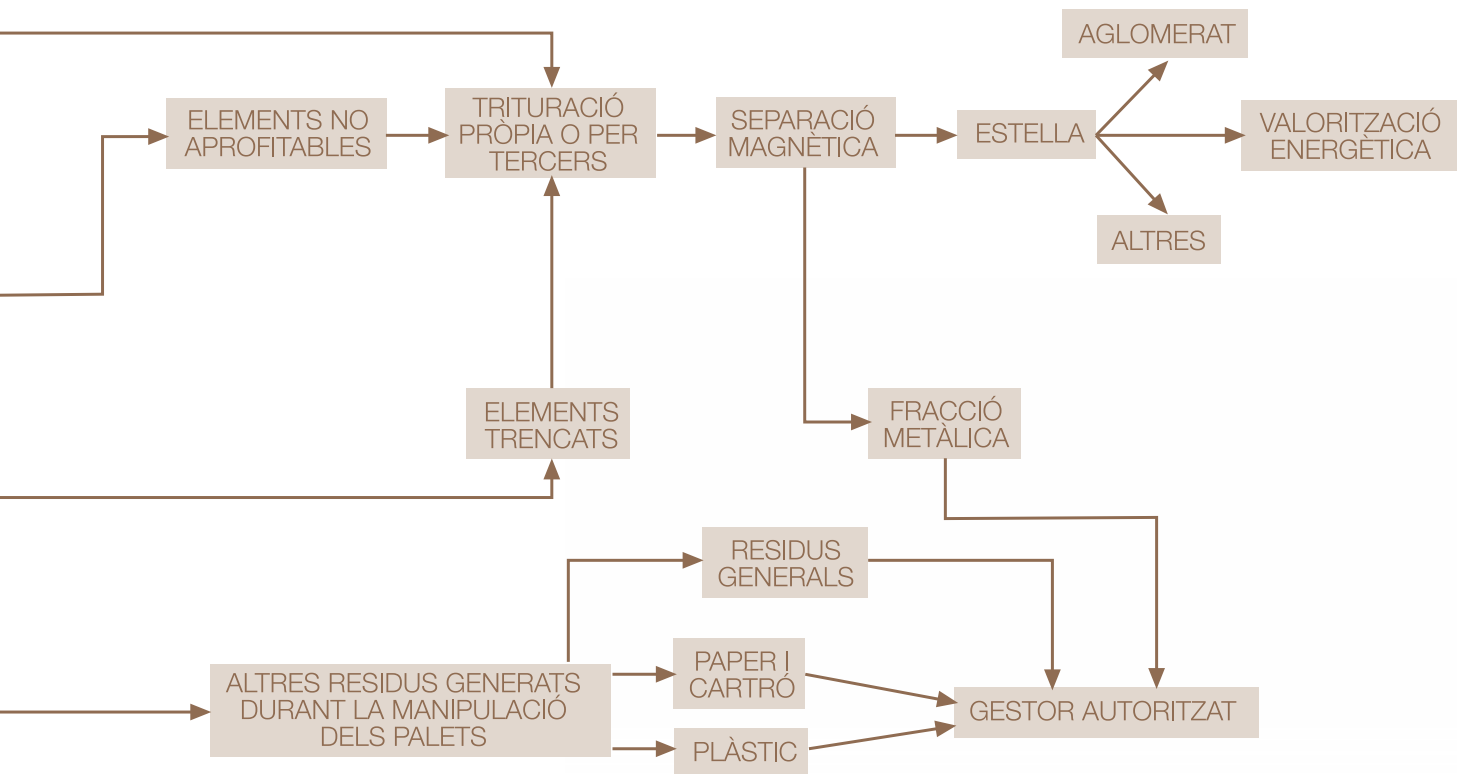 AGLOMERAT
ELEMENTS NO
APROFITABLES
TRITURACIÓ
PRÒPIA O PER
TERCERS
SEPARACIÓ
MAGNÈTICA
ESTELLA
VALORITZACIÓ
ENERGÈTICA
ALTRES
ELEMENTS
TRENCATS
FRACCIÓ
METÀLICA
RESIDUS
GENERALS
ALTRES RESIDUS GENERATS
DURANT LA MANIPULACIÓ
DELS PALETS
PAPER I
CARTRÓ
PLÀSTIC
GESTOR AUTORITZAT